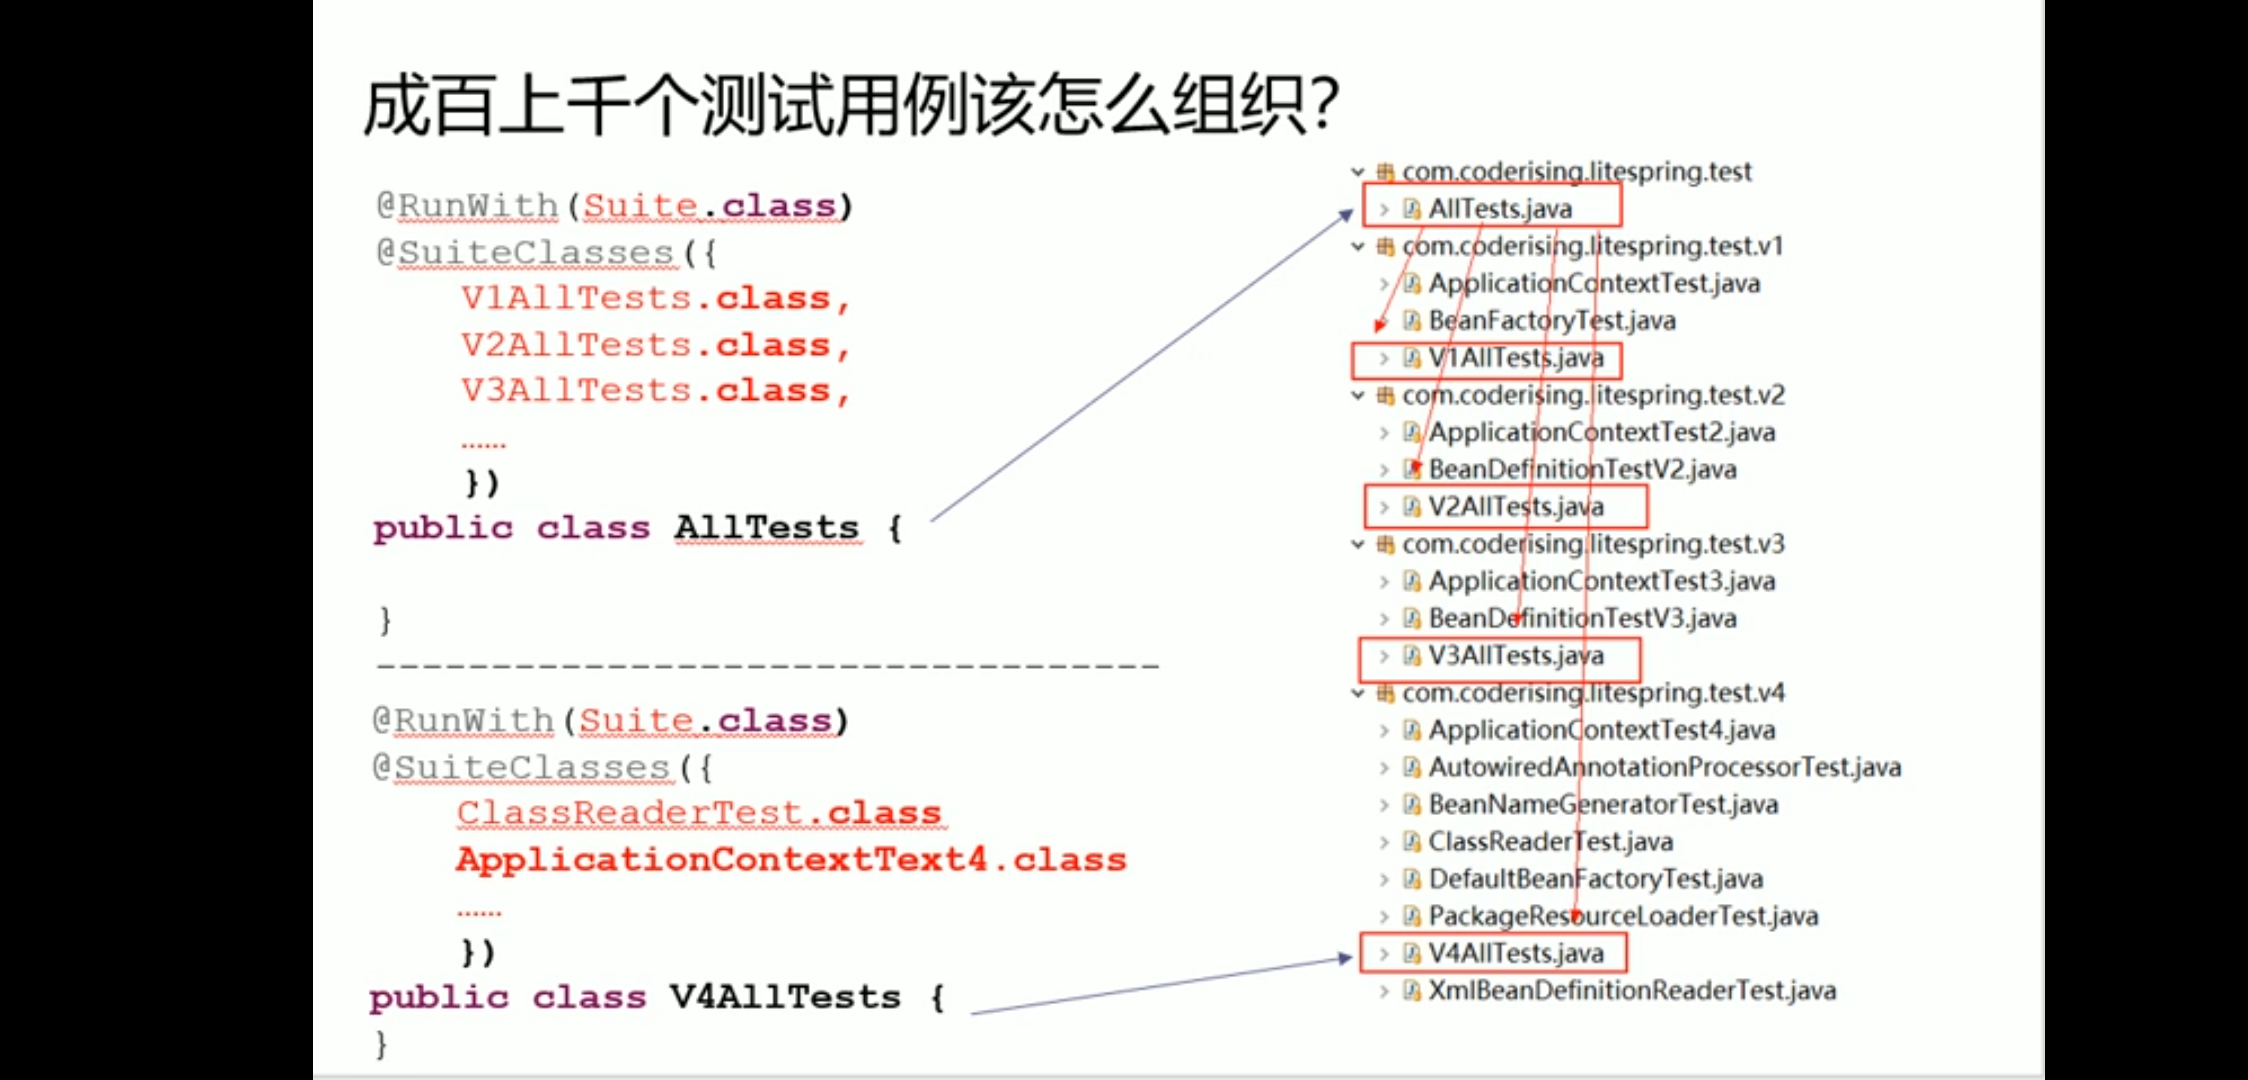 成百上千个测试用例该怎么组织?
@RunWith(Suite.class)
@SuiteClasses({
V1AllTests.class,
V2AllTests.class,
V3AllTests.class,
......
})
public class AllTests {
}
----------------------------------
@RunWith(Suite.class)
@SuiteClasses({
ClassReaderTest.class
ApplicationContextText4.class
......
})
public class V4AllTests {
}
com.coderising.litespring.test
AllTests.java
com.coderising.litespring.test.v1
ApplicationContextTest.java
BeanFactoryTest.java
V1AllTests.java
com.coderising.litespring.test.v2
ApplicationContextTest2.java
BeanDefinitionTestV2.java
V2AllTests.java
com.coderising.litespring.test.v3
ApplicationContextTest3.java
BeanDefinitionTestV3.java
V3AllTests.java
com.coderising.litespring.test.v4
ApplicationContextTest4.java
AutowiredAnnotationProcessorTest.java
BeanNameGeneratorTest.java
ClassReaderTest.java
DefaultBeanFactoryTest.java
PackageResourceLoaderTest.java
V4AllTests.java
XmlBeanDefinitionReaderTest.java